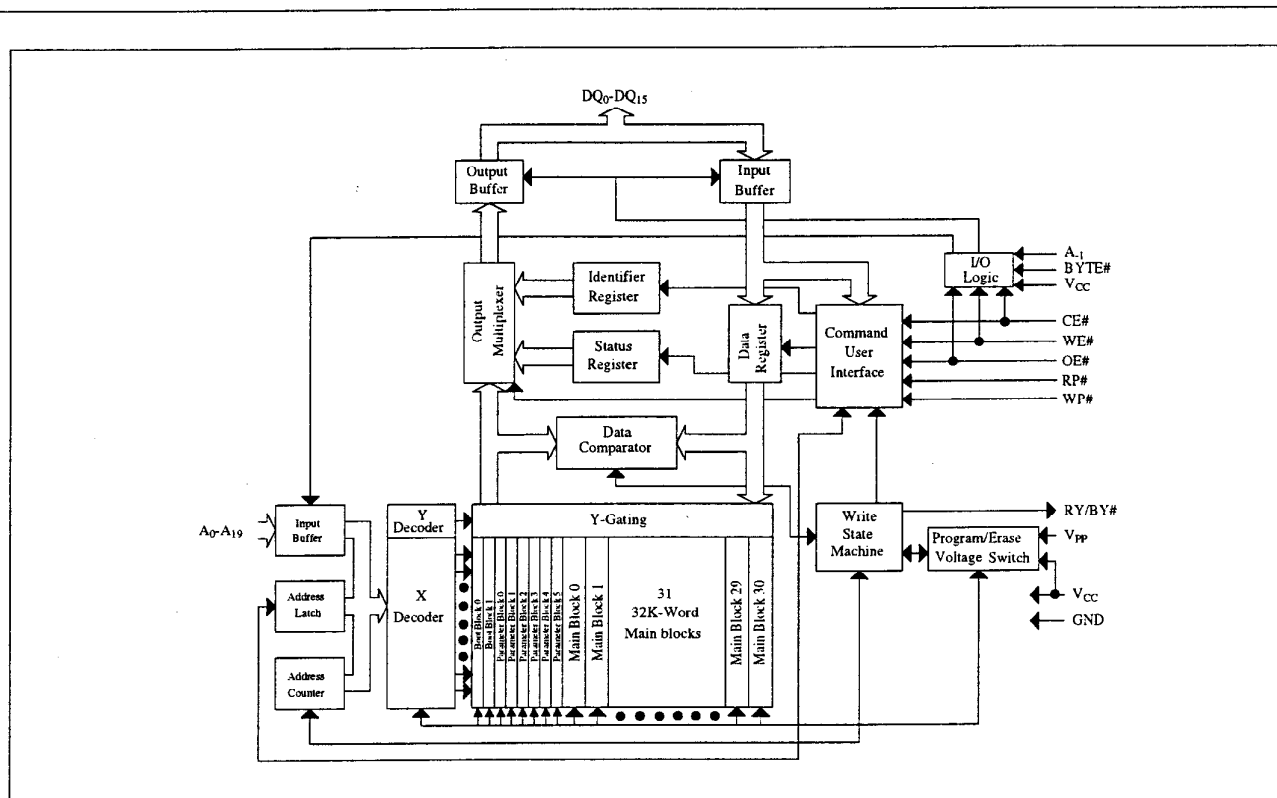 DQ0-DQ15
Output
Buffer
Input
Buffer
I/O
Logic
A-1
BYTE#
VCC
Output
Multiplexer
Identifier
Register
Status
Register
Data
Register
Command
User
Interface
CE#
WE#
OE#
RP#
WP#
Data
Comparator
A0-A19
Input
Buffer
Y
Decoder
Y-Gating
Write
State
Machine
RY/BY#
Program/Erase
Voltage Switch
VPP
VCC
GND
Address
Latch
X
Decoder
Address
Counter
Boot Block 0
Boot Block 1
Parameter Block 0
Parameter Block 1
Parameter Block 2
Parameter Block 3
Parameter Block 4
Parameter Block 5
Main Block 0
Main Block 1
31
32K-Word
Main blocks
Main Block 29
Main Block 30